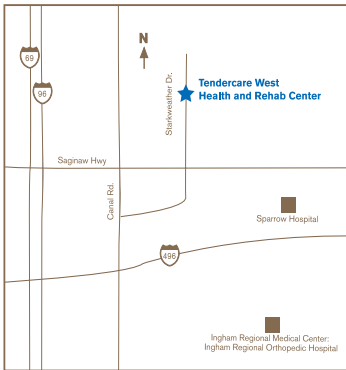 N
69
96
Starkweather Dr.
Tendercare West
Health and Rehab Center
Saginaw Hwy
Canal Rd.
Sparrow Hospital
496
Ingham Regional Medical Center:
Ingham Regional Orthopedic Hospital